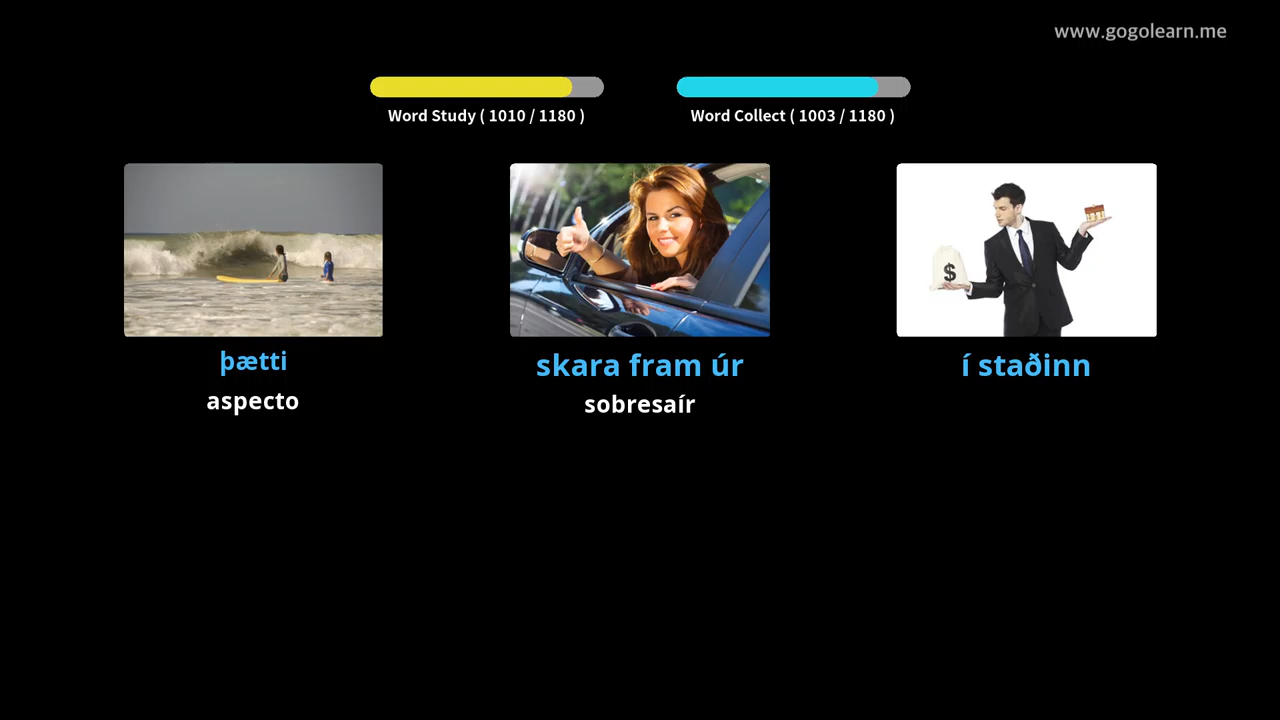 www.gogolearn.me
Word Study ( 1010 / 1180 )
Word Collect ( 1003 / 1180 )
$
þætti
aspecto
skara fram úr
sobresaír
í staðinn